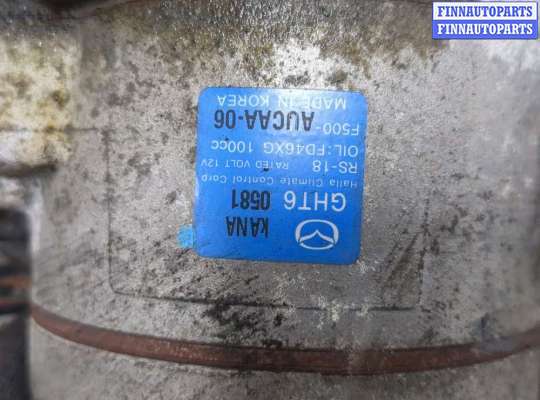 FINNAUTOPARTS
FINNAUTOPARTS
KANA
GHT6 0581
Halla Climate Control Corp
RS-18 RATED VOLT 12V
OIL:FD46XG 100cc
F500-AUCAA-06
MADE IN KOREA